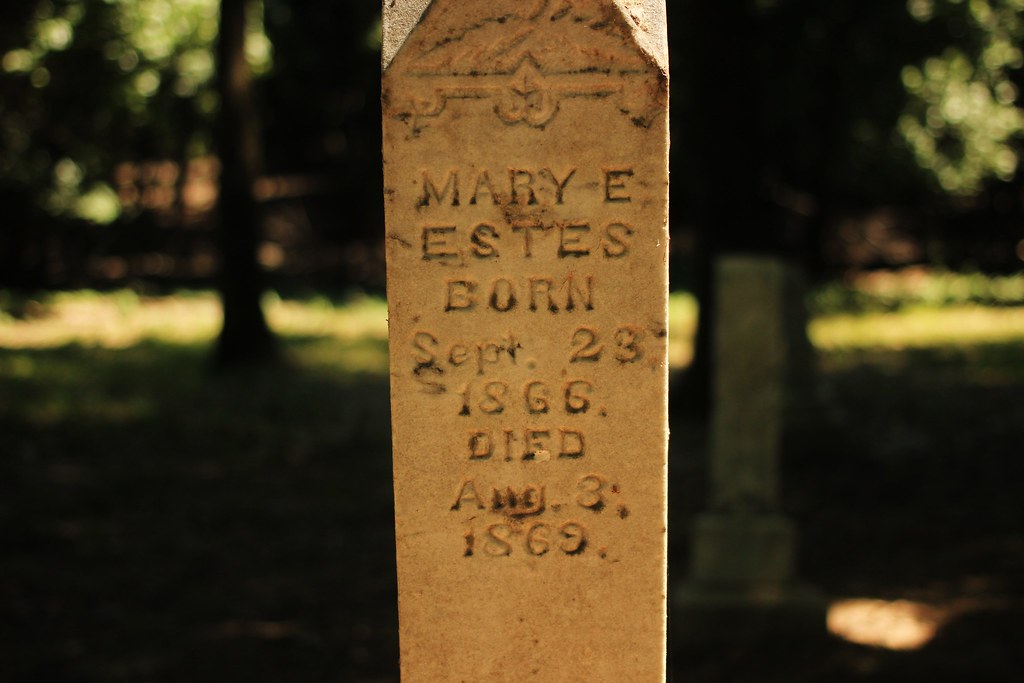 MARY E
ESTES
BORN
Sept. 23
1866.
DIED
Aug. 3,
1869.